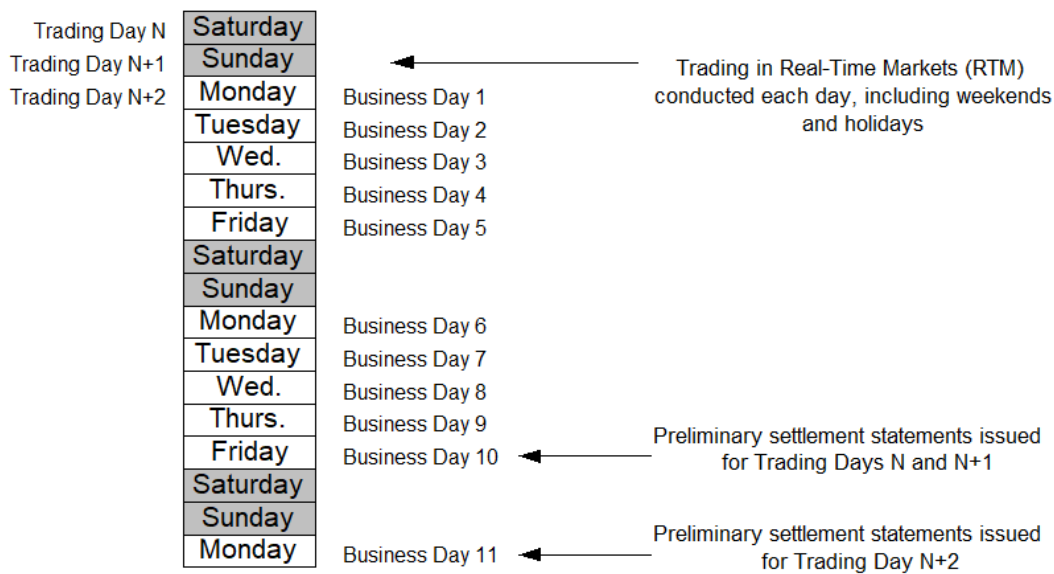 Trading Day N
Saturday
Trading Day N+1
Sunday
Trading in Real-Time Markets (RTM)
conducted each day, including weekends
and holidays
Trading Day N+2
Monday
Business Day 1
Tuesday
Business Day 2
Wed.
Business Day 3
Thurs.
Business Day 4
Friday
Business Day 5
Saturday
Sunday
Monday
Business Day 6
Tuesday
Business Day 7
Wed.
Business Day 8
Thurs.
Business Day 9
Friday
Business Day 10
Preliminary settlement statements issued
for Trading Days N and N+1
Saturday
Sunday
Monday
Business Day 11
Preliminary settlement statements issued
for Trading Day N+2